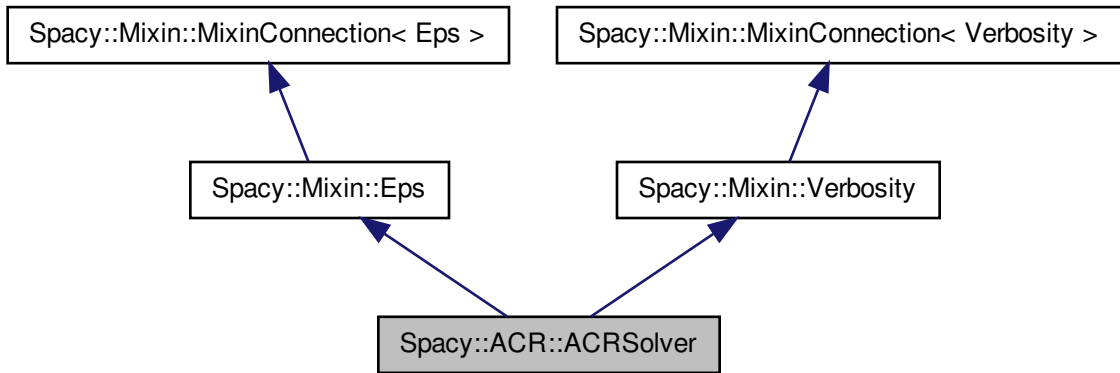 Spacy::Mixin::MixinConnection< Eps >
Spacy::Mixin::MixinConnection< Verbosity >
Spacy::Mixin::Eps
Spacy::Mixin::Verbosity
Spacy::ACR::ACRSolver